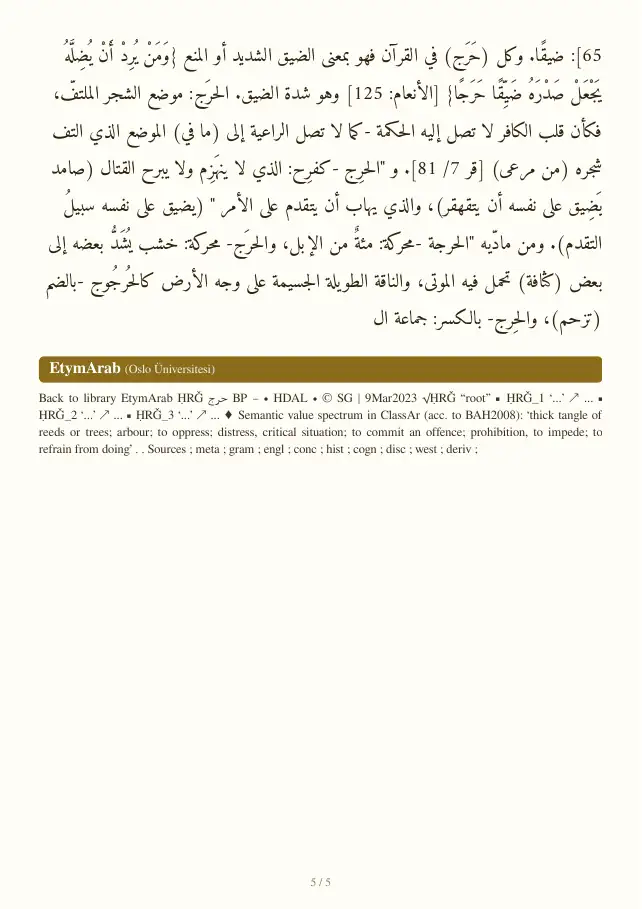 65]: ضيقًا. وكل (حَرَج) في القرآن فهو بمعنى الضيق الشديد أو المنع {وَمَنْ يُرِدْ أَنْ يُضِلَّهُ
يَجْعَلْ صَدْرَهُ ضَيِّقًا حَرَجًا} [الأنعام: 125] وهو شدة الضيق. الحرَج: موضع الشجر الملتفّ،
فكأن قلب الكافر لا تصل إليه الحكمة -كما لا تصل الراعية إلى (ما في) الموضع الذي التف
شجره (من مرعى) [قر 7/ 81]. و "الحرِج -كفرِح: الذي لا ينهَزِم ولا يبرح القتال (صامد
يَضِيق على نفسه أن يتقهقر)، والذي يهاب أن يتقدم على الأمر " (يضيق على نفسه سبيلُ
التقدم). ومن مادّيه "الحرجة -محركة: مئةٌ من الإبل، والحرَج- محركة: خشب يُشَدُّ بعضه إلى
بعض (كثافة) تحمل فيه الموتى، والناقة الطويلة الجسيمة على وجه الأرض كالحُرجُوج -بالضم
(تزحم)، والحِرج- بالكسر: جماعة ال
EtymArab (Oslo Üniversitesi)
Back to library EtymArab ḤRǦ حرج BP – • HDAL • © SG | 9Mar2023 √ḤRǦ “root” ▪ ḤRǦ_1 ‘...’ ↗ ... ▪
ḤRǦ_2 ‘...’ ↗ ... ▪ ḤRǦ_3 ‘...’ ↗ ... ♦ Semantic value spectrum in ClassAr (acc. to BAH2008): ‘thick tangle of
reeds or trees; arbour; to oppress; distress, critical situation; to commit an offence; prohibition, to impede; to
refrain from doing’ . . Sources ; meta ; gram ; engl ; conc ; hist ; cogn ; disc ; west ; deriv ;
5 / 5